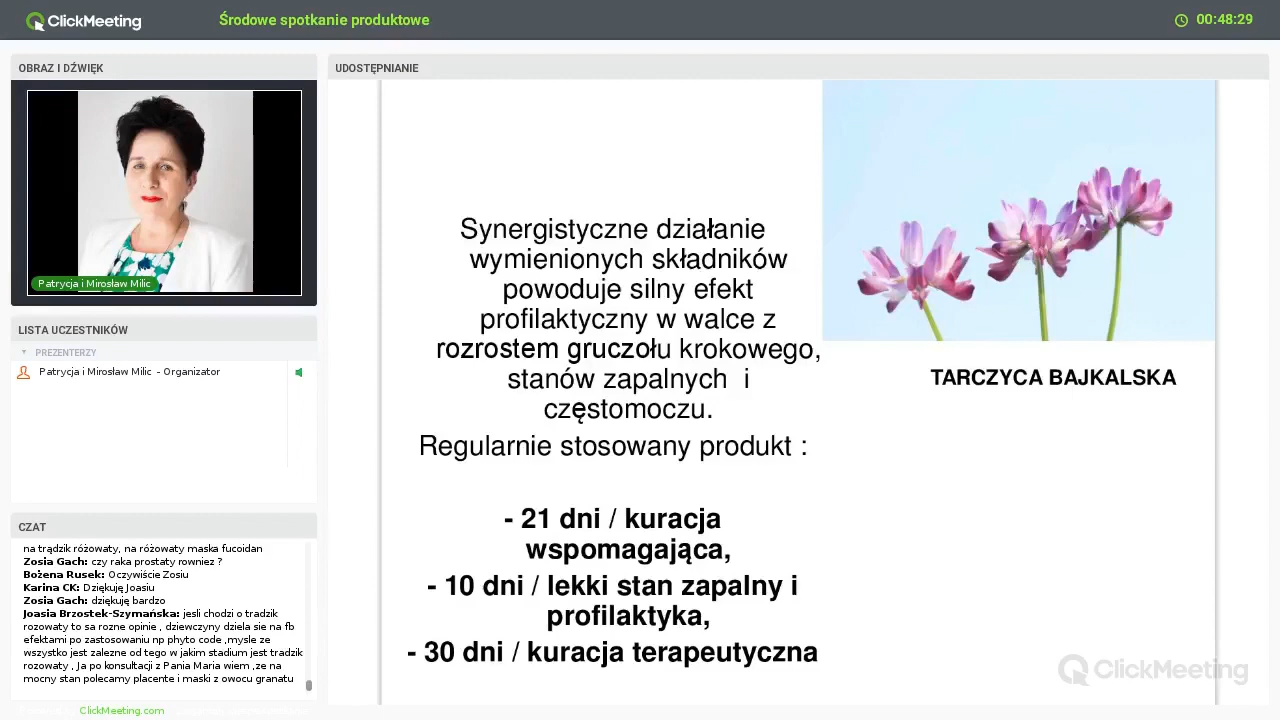 ClickMeeting
Środowe spotkanie produktowe
00:48:29
OBRAZ I DŹWIĘK
Patrycja i Mirosław Milic
LISTA UCZESTNIKÓW
PREZENTERZY
Patrycja i Mirosław Milic - Organizator
CZAT
na trądzik różowaty, na różowaty maska fucoidan
Zosia Gach: czy raka prostaty rowniez ?
Bożena Rusek: Oczywiście Zosiu
Karina CK: Dziękuję Joasiu
Zosia Gach: dziękuję bardzo
Joasia Brzostek-Szymańska: jesli chodzi o tradzik
rozowaty to sa rozne opinie , dziewczyny dziela sie na fb
efektami po zastosowaniu np phyto code ,mysle ze
wszystko jest zalezne od tego w jakim stadium jest tradzik
rozowaty , Ja po konsultacji z Pania Maria wiem ,ze na
mocny stan polecamy placente i maski z owocu granatu
ClickMeeting.com
UDOSTĘPNIANIE
Synergistyczne działanie
wymienionych składników
powoduje silny efekt
profilaktyczny w walce z
rozrostem gruczołu krokowego,
stanów zapalnych i
częstomoczu.
Regularnie stosowany produkt :
- 21 dni / kuracja
wspomagająca,
- 10 dni / lekki stan zapalny i
profilaktyka,
- 30 dni / kuracja terapeutyczna
TARCZYCA BAJKALSKA
ClickMeeting